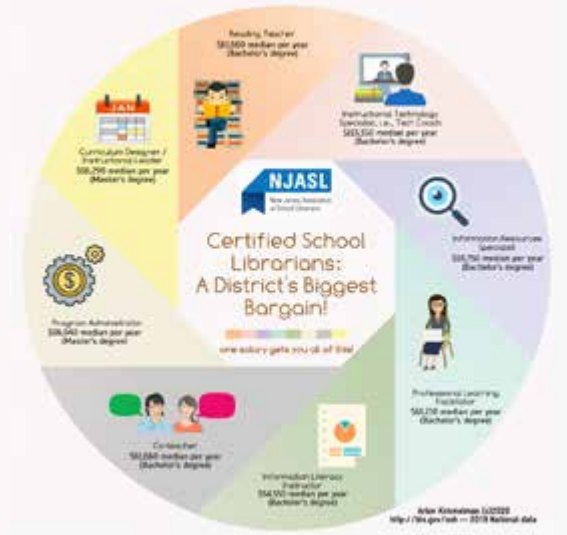 Reading Teacher
median per year
(Bachelor's degree)
Instructional Technology
Specialist, i.e., Tech Coach
median per year
(Bachelor's degree)
JAN
Curriculum Designer /
Instructional Leader
median per year
(Master's degree)
NJASL
New Jersey Association
of School Librarians
Certified School
Librarians:
A District's Biggest
Bargain!
one salary gets you all of this!
Information Resources
Specialist
median per year
(Bachelor's degree)
Program Administrator
median per year
(Master's degree)
Professional Learning
Facilitator
median per year
(Bachelor's degree)
Co-teacher
median per year
(Bachelor's degree)
Information Literacy
Instructor
median per year
(Bachelor's degree)
2019 National data